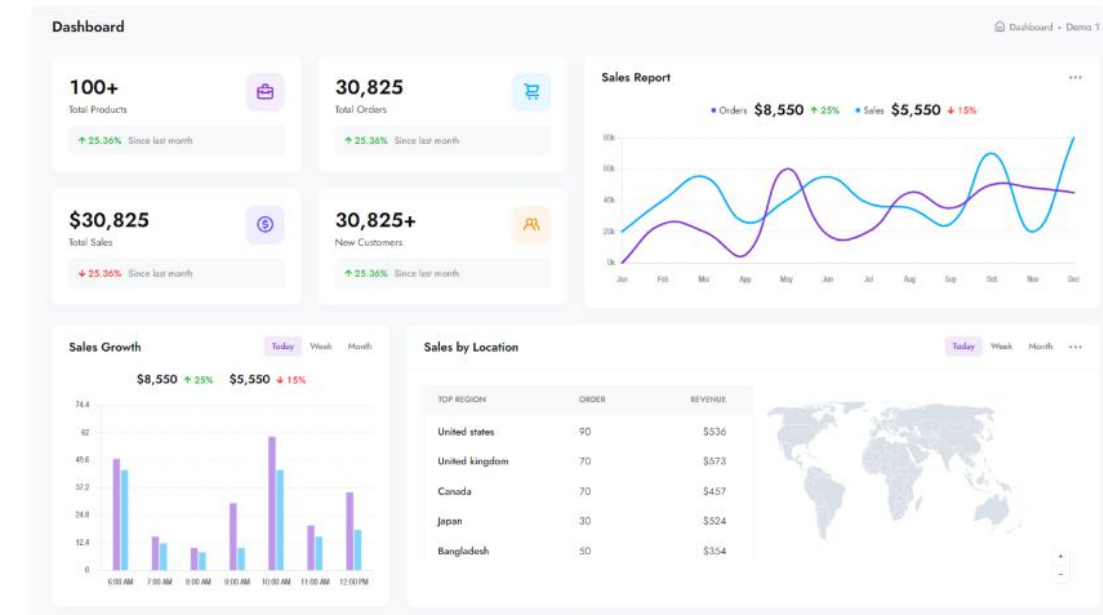 Dashboard
Dashboard • Demo 1
100+
Total Products
↑ 25.36% Since last month
30,825
Total Orders
↑ 25.36% Since last month
$30,825
Total Sales
↓ 25.36% Since last month
30,825+
New Customers
↑ 25.36% Since last month
Sales Report
Orders $8,550 ↑ 25% Sales $5,550 ↓ 15%
80k
60k
40k
20k
0k
Jan Feb Mar App May Jun Jul Aug Sep Oct Nov Dec
Sales Growth
Today Week Month
$8,550 ↑ 25% $5,550 ↓ 15%
74.4
62
49.6
37.2
24.8
12.4
0
6:00 AM 7:00 AM 8:00 AM 9:00 AM 10:00 AM 11:00 AM 12:00 PM
Sales by Location
Today Week Month
TOP REGION ORDER REVENUE
United states 90 $536
United kingdom 70 $573
Canada 70 $457
Japan 30 $524
Bangladesh 50 $354
+
−